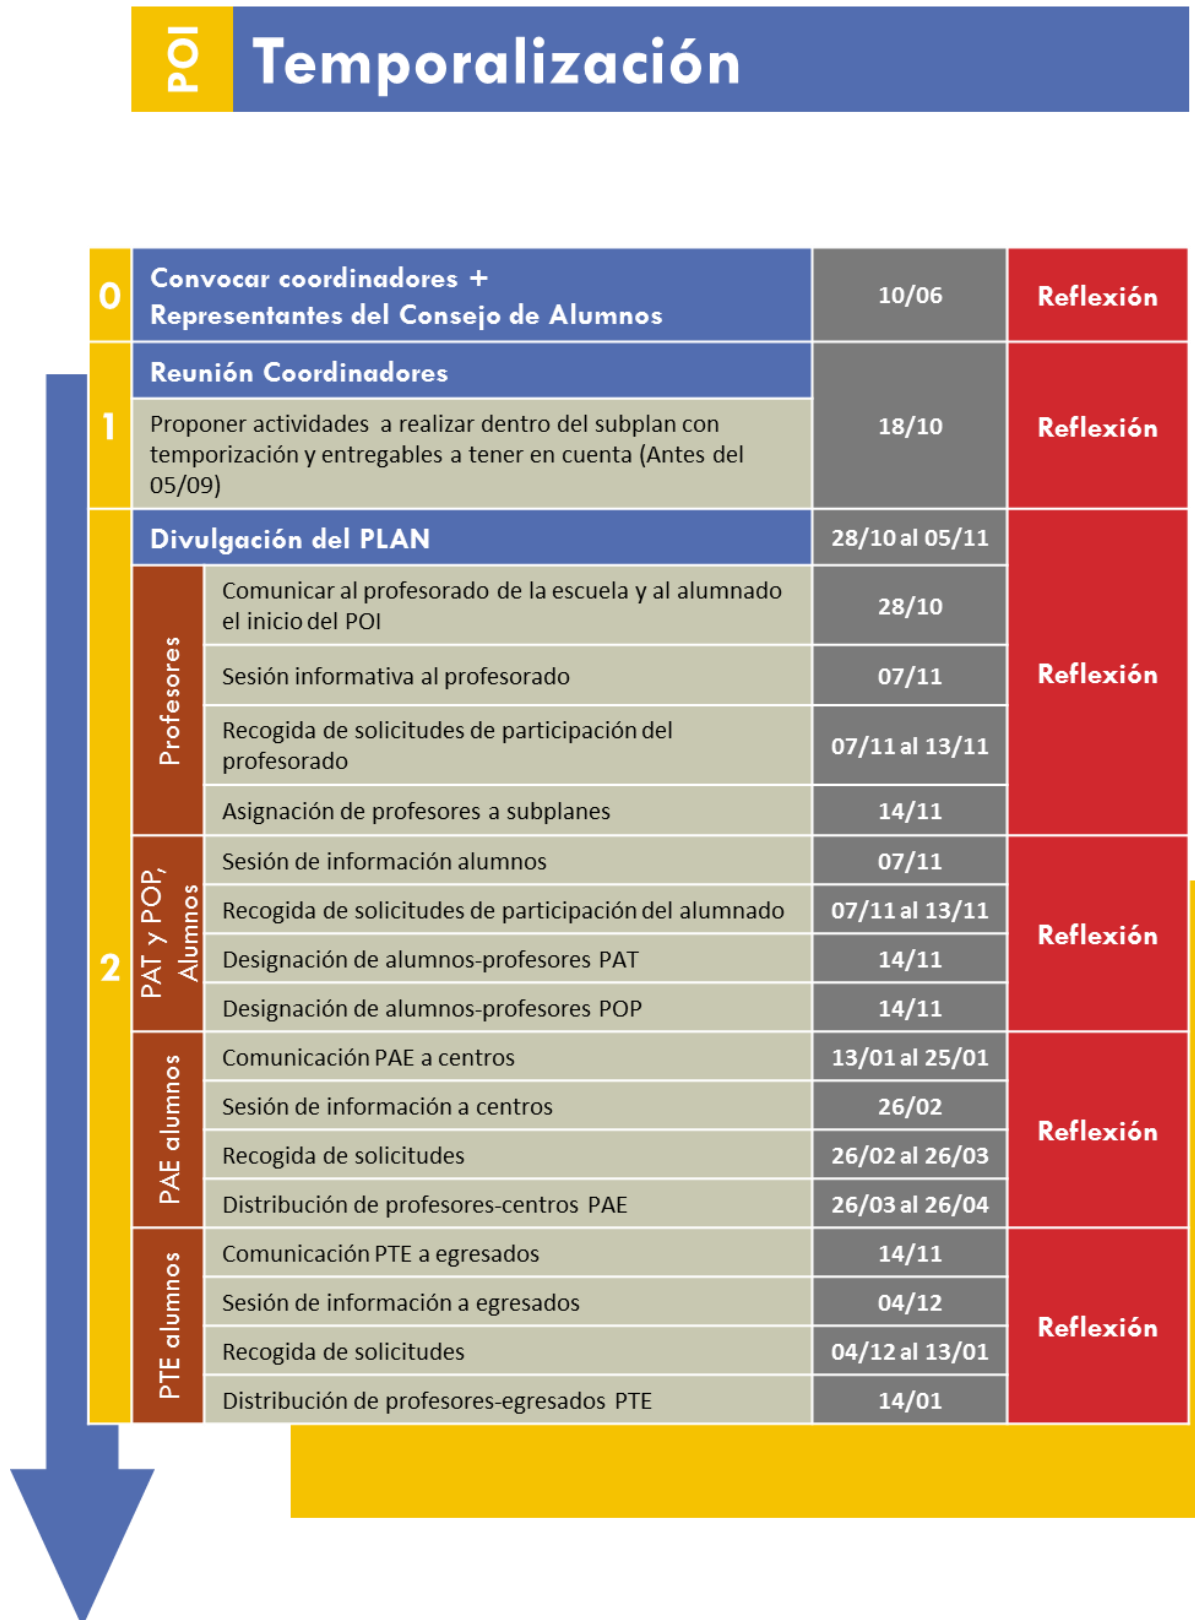 POI
Temporalización
0
Convocar coordinadores +
Representantes del Consejo de Alumnos
10/06
Reflexión
1
Reunión Coordinadores
Proponer actividades a realizar dentro del subplan con
temporización y entregables a tener en cuenta (Antes del
05/09)
18/10
Reflexión
2
Divulgación del PLAN
28/10 al 05/11
Profesores
Comunicar al profesorado de la escuela y al alumnado
el inicio del POI
28/10
Sesión informativa al profesorado
07/11
Recogida de solicitudes de participación del
profesorado
07/11 al 13/11
Asignación de profesores a subplanes
14/11
Reflexión
PAT y POP,
Alumnos
Sesión de información alumnos
07/11
Recogida de solicitudes de participación del alumnado
07/11 al 13/11
Designación de alumnos-profesores PAT
14/11
Designación de alumnos-profesores POP
14/11
Reflexión
PAE alumnos
Comunicación PAE a centros
13/01 al 25/01
Sesión de información a centros
26/02
Recogida de solicitudes
26/02 al 26/03
Distribución de profesores-centros PAE
26/03 al 26/04
Reflexión
PTE alumnos
Comunicación PTE a egresados
14/11
Sesión de información a egresados
04/12
Recogida de solicitudes
04/12 al 13/01
Distribución de profesores-egresados PTE
14/01
Reflexión